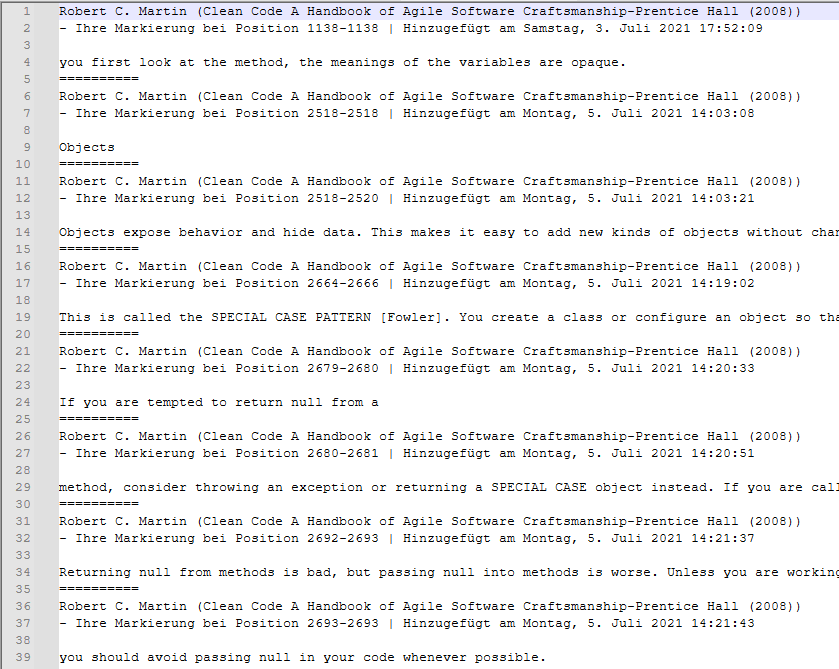 1 Robert C. Martin (Clean Code A Handbook of Agile Software Craftsmanship-Prentice Hall (2008))
2 - Ihre Markierung bei Position 1138-1138 | Hinzugefügt am Samstag, 3. Juli 2021 17:52:09
3
4 you first look at the method, the meanings of the variables are opaque.
5 ==========
6 Robert C. Martin (Clean Code A Handbook of Agile Software Craftsmanship-Prentice Hall (2008))
7 - Ihre Markierung bei Position 2518-2518 | Hinzugefügt am Montag, 5. Juli 2021 14:03:08
8
9 Objects
10 ==========
11 Robert C. Martin (Clean Code A Handbook of Agile Software Craftsmanship-Prentice Hall (2008))
12 - Ihre Markierung bei Position 2518-2520 | Hinzugefügt am Montag, 5. Juli 2021 14:03:21
13
14 Objects expose behavior and hide data. This makes it easy to add new kinds of objects without
15 ==========
16 Robert C. Martin (Clean Code A Handbook of Agile Software Craftsmanship-Prentice Hall (2008))
17 - Ihre Markierung bei Position 2664-2666 | Hinzugefügt am Montag, 5. Juli 2021 14:19:02
18
19 This is called the SPECIAL CASE PATTERN [Fowler]. You create a class or configure an object so
20 ==========
21 Robert C. Martin (Clean Code A Handbook of Agile Software Craftsmanship-Prentice Hall (2008))
22 - Ihre Markierung bei Position 2679-2680 | Hinzugefügt am Montag, 5. Juli 2021 14:20:33
23
24 If you are tempted to return null from a
25 ==========
26 Robert C. Martin (Clean Code A Handbook of Agile Software Craftsmanship-Prentice Hall (2008))
27 - Ihre Markierung bei Position 2680-2681 | Hinzugefügt am Montag, 5. Juli 2021 14:20:51
28
29 method, consider throwing an exception or returning a SPECIAL CASE object instead. If you are
30 ==========
31 Robert C. Martin (Clean Code A Handbook of Agile Software Craftsmanship-Prentice Hall (2008))
32 - Ihre Markierung bei Position 2692-2693 | Hinzugefügt am Montag, 5. Juli 2021 14:21:37
33
34 Returning null from methods is bad, but passing null into methods is worse. Unless you are working
35 ==========
36 Robert C. Martin (Clean Code A Handbook of Agile Software Craftsmanship-Prentice Hall (2008))
37 - Ihre Markierung bei Position 2693-2693 | Hinzugefügt am Montag, 5. Juli 2021 14:21:43
38
39 you should avoid passing null in your code whenever possible.